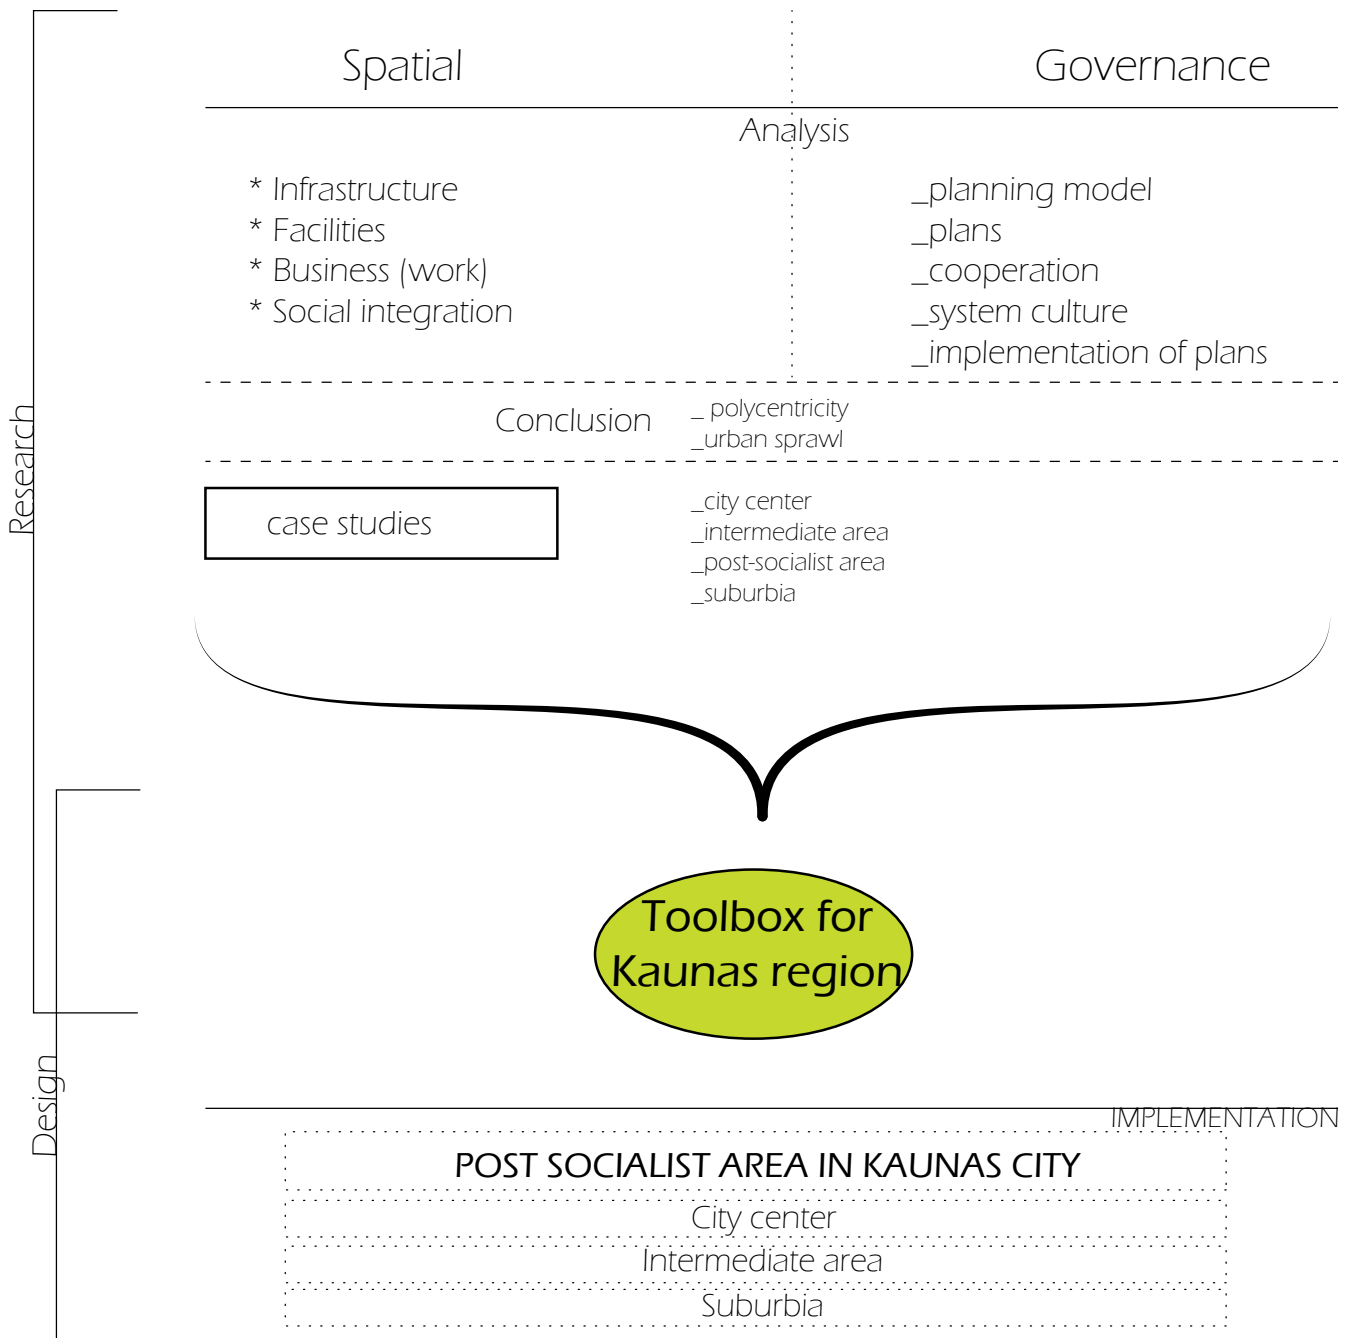 Spatial
Governance
Analysis
* Infrastructure
* Facilities
* Business (work)
* Social integration
_planning model
_plans
_cooperation
_system culture
_implementation of plans
Conclusion
_ polycentricity
_urban sprawl
Research
case studies
_city center
_intermediate area
_post-socialist area
_suburbia
Toolbox for
Kaunas region
Design
IMPLEMENTATION
POST SOCIALIST AREA IN KAUNAS CITY
City center
Intermediate area
Suburbia